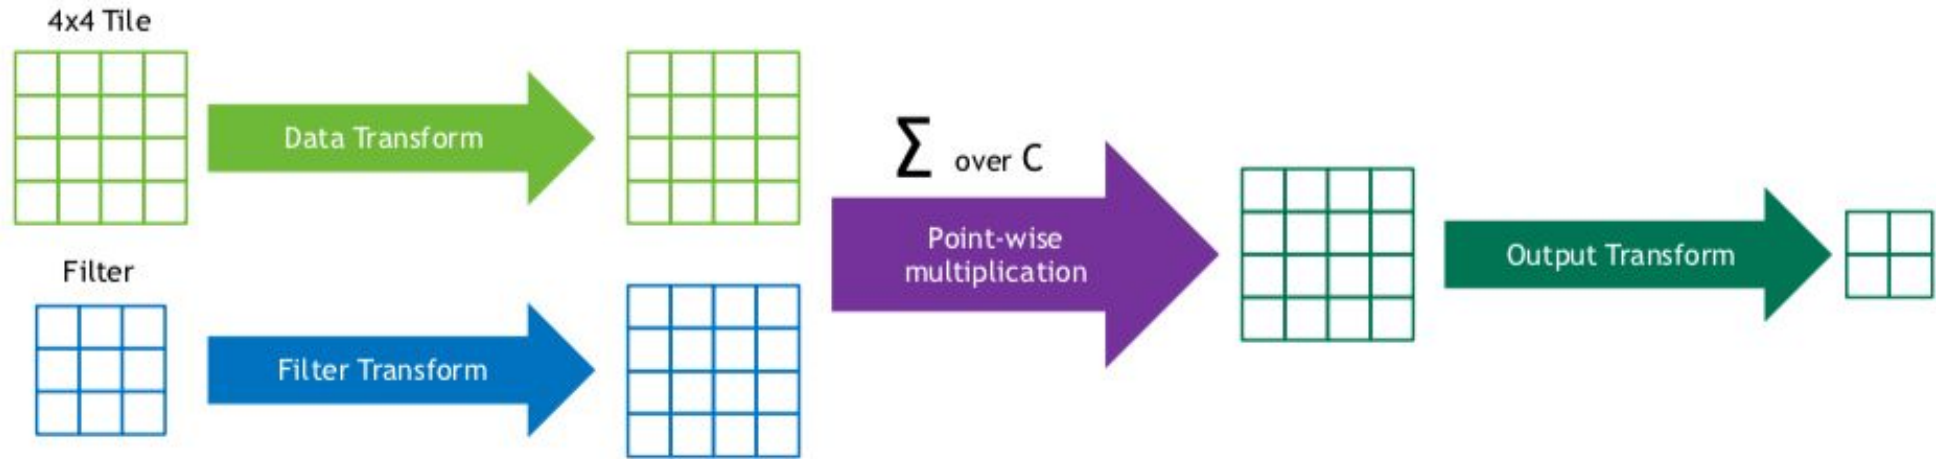 4x4 Tile
Data Transform
Filter
Filter Transform
∑ over C
Point-wise
multiplication
Output Transform